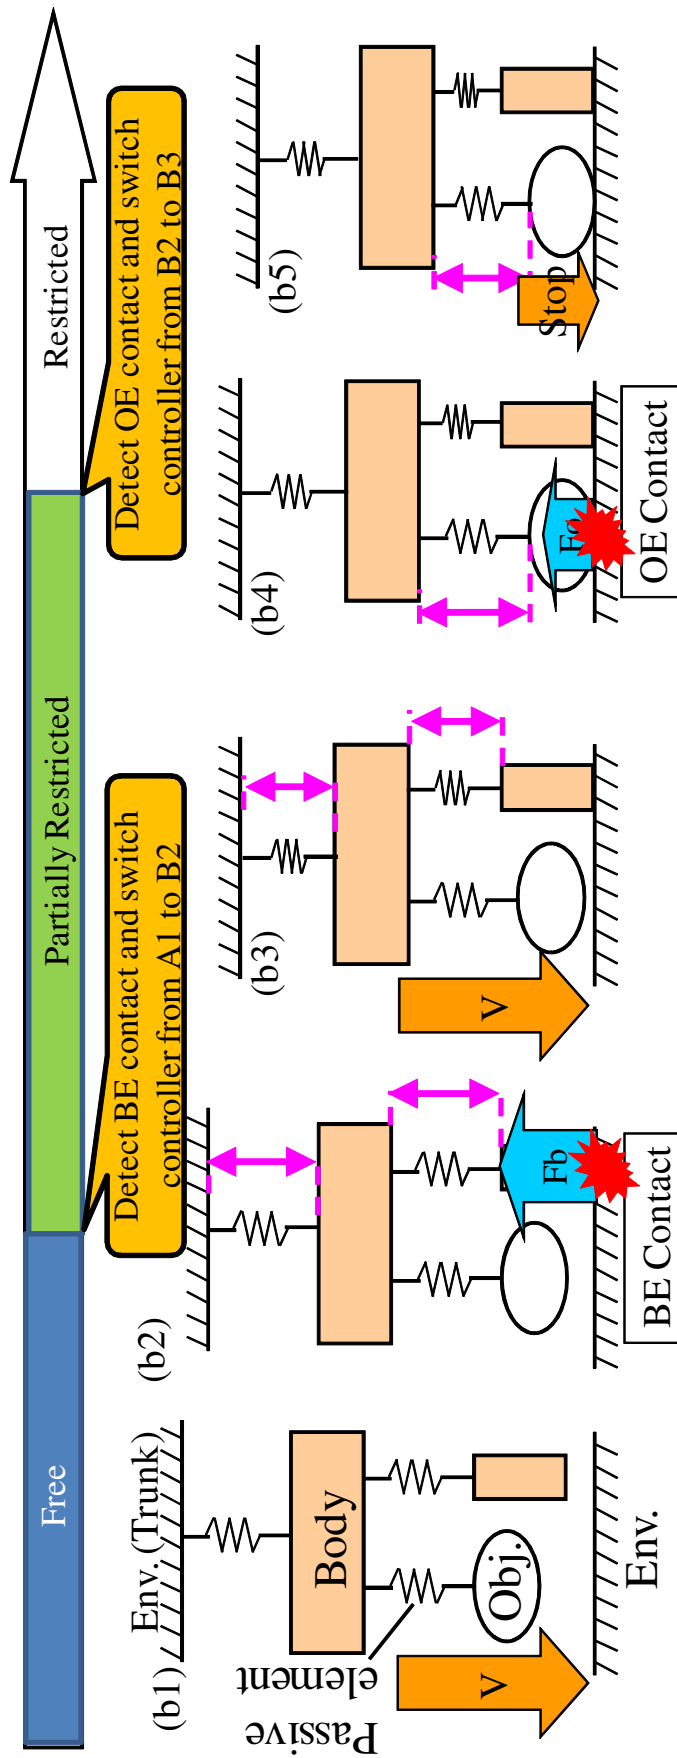 Free
Partially Restricted
Restricted
Detect BE contact and switch
controller from A1 to B2
Detect OE contact and switch
controller from B2 to B3
(b1)
Env. (Trunk)
Body
Passive
element
Obj.
V
Env.
(b2)
Fb
BE Contact
(b3)
V
(b4)
OE Contact
(b5)
Stop